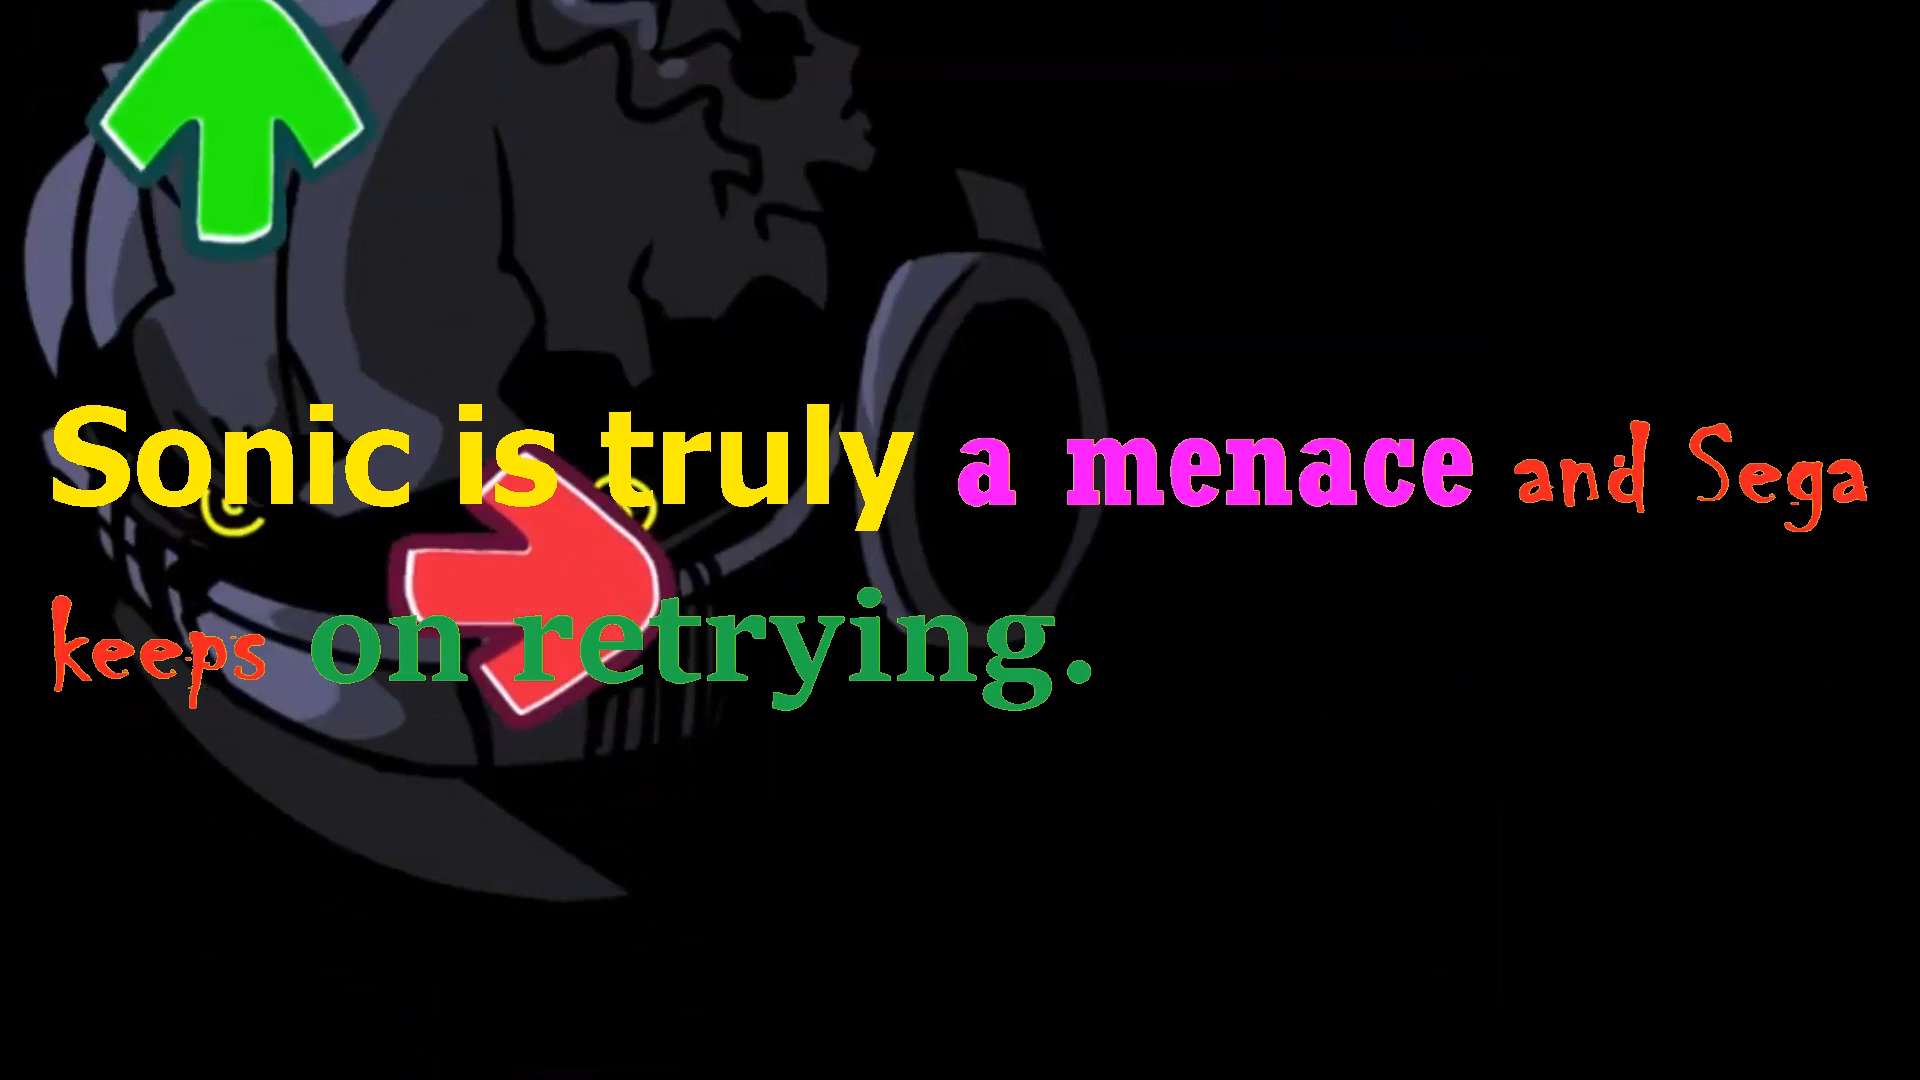 Sonic is truly a menace and Sega
keeps on retrying.